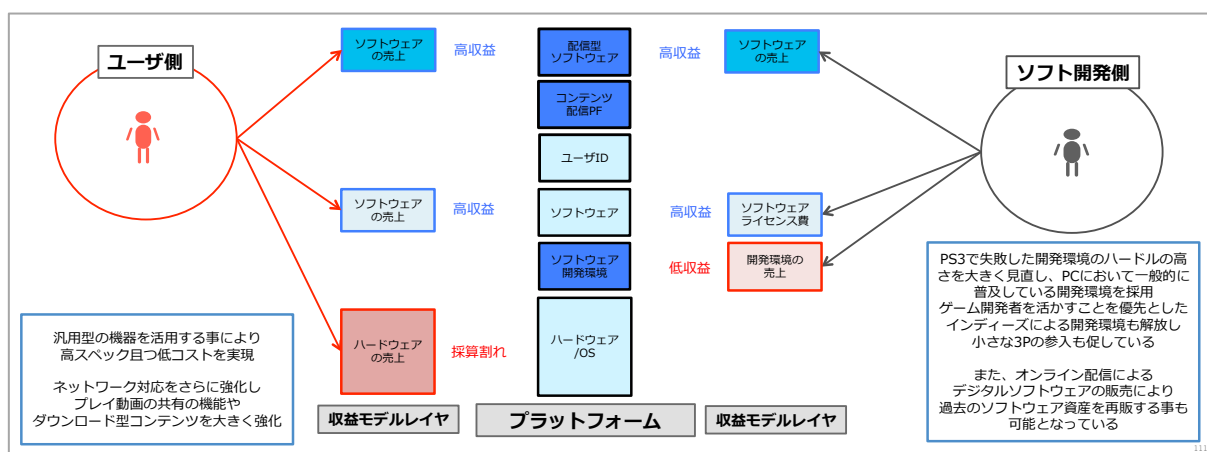 ユーザ側
ソフトウェア
の売上
高収益
配信型
ソフトウェア
高収益
ソフトウェア
の売上
ソフト開発側
コンテンツ
配信PF
ユーザID
ソフトウェア
の売上
高収益
ソフトウェア
高収益
ソフトウェア
ライセンス費
ソフトウェア
開発環境
低収益
開発環境の
売上
ハードウェア
の売上
採算割れ
ハードウェア
/OS
汎用型の機器を活用する事により
高スペック且つ低コストを実現
ネットワーク対応をさらに強化し
プレイ動画の共有の機能や
ダウンロード型コンテンツを大きく強化
PS3で失敗した開発環境のハードルの高
さを大きく見直し、PCにおいて一般的に
普及している開発環境を採用
ゲーム開発者を活かすことを優先とした
インディーズによる開発環境も解放し
小さな3Pの参入も促している
また、オンライン配信による
デジタルソフトウェアの販売により
過去のソフトウェア資産を再販する事も
可能となっている
収益モデルレイヤ
プラットフォーム
収益モデルレイヤ
111